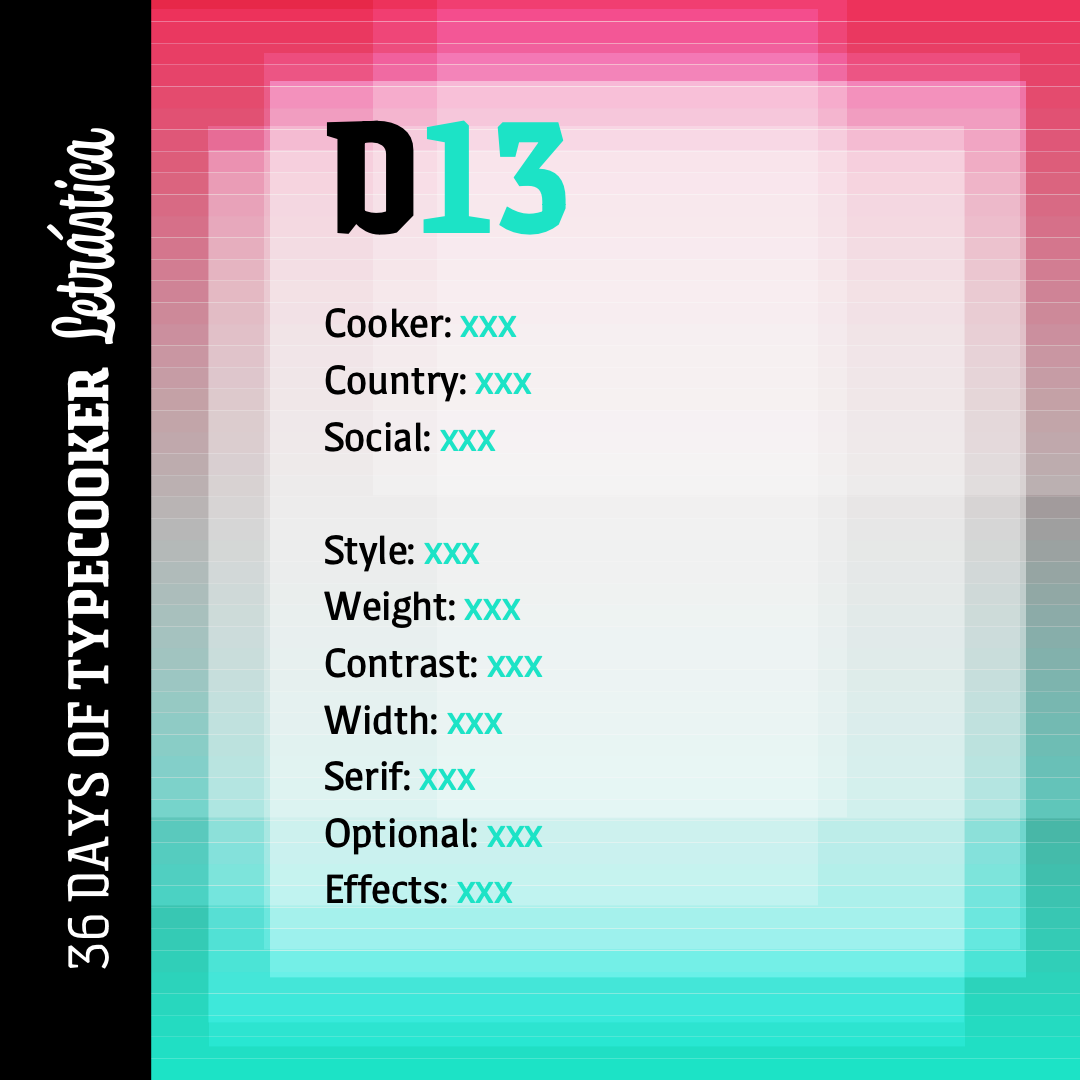 36 DAYS OF TYPECOOKER Letrástica
D13
Cooker: xxx
Country: xxx
Social: xxx
Style: xxx
Weight: xxx
Contrast: xxx
Width: xxx
Serif: xxx
Optional: xxx
Effects: xxx